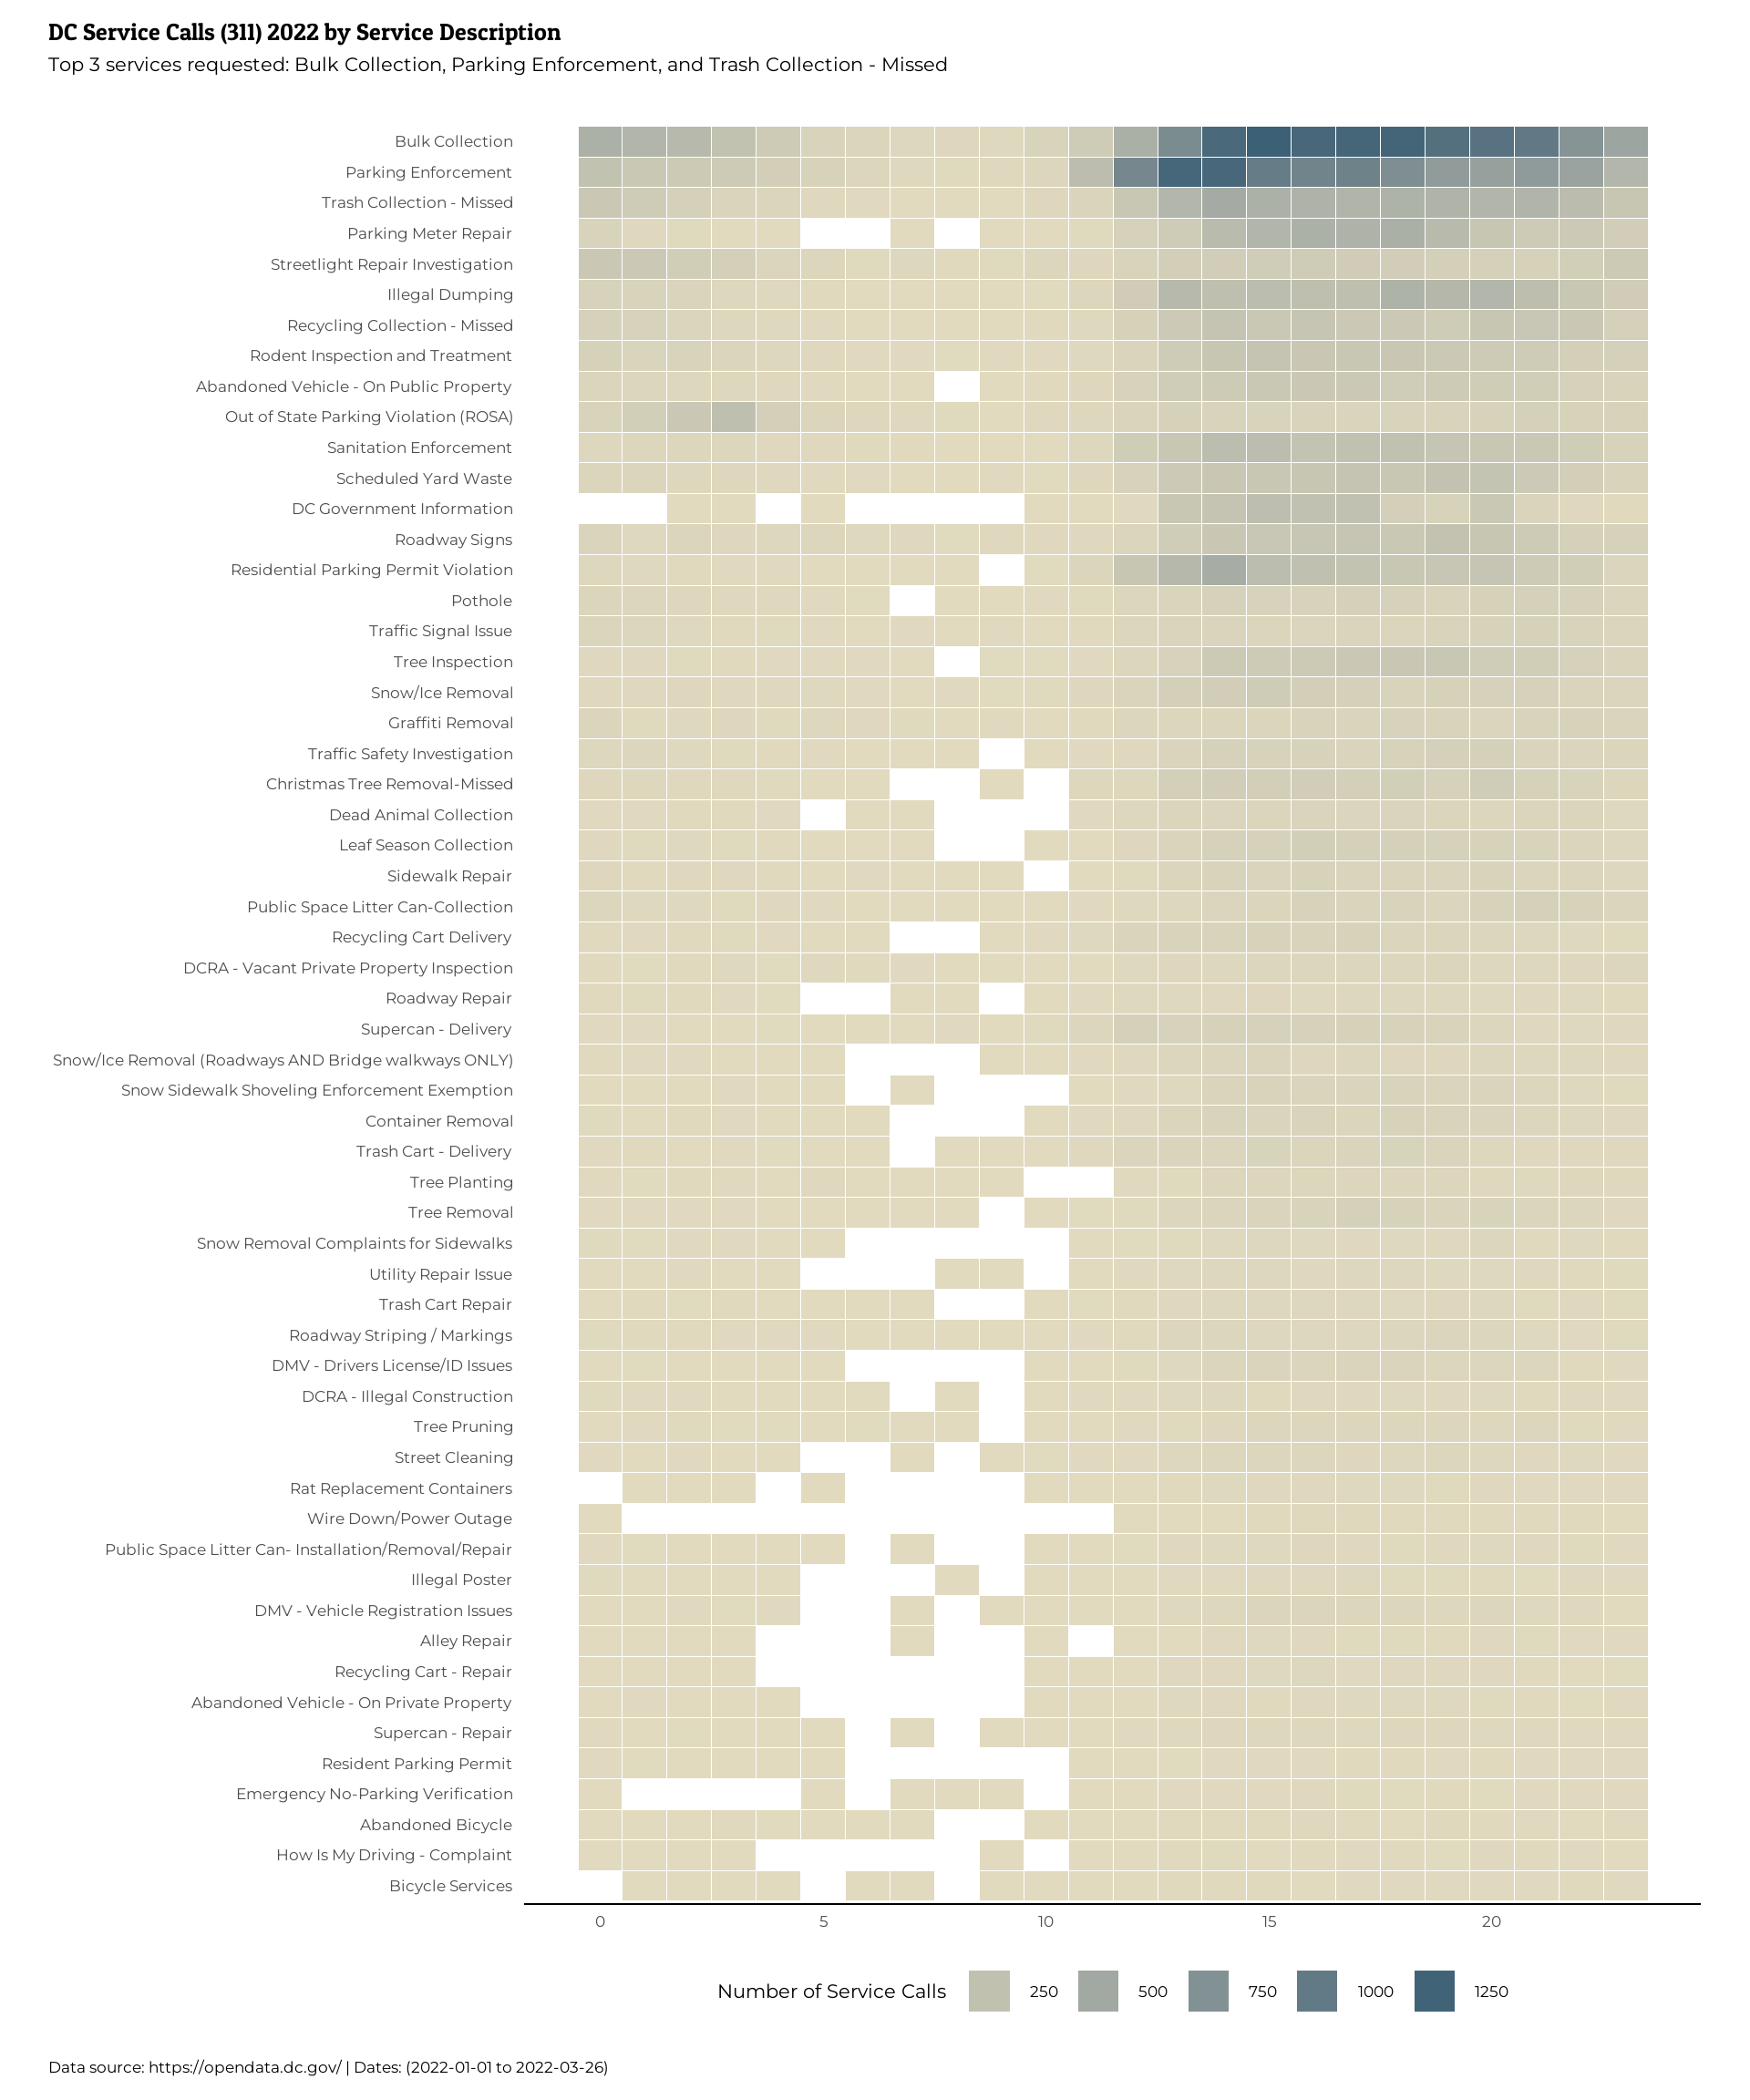 DC Service Calls (311) 2022 by Service Description
Top 3 services requested: Bulk Collection, Parking Enforcement, and Trash Collection - Missed
Bulk Collection
Parking Enforcement
Trash Collection - Missed
Parking Meter Repair
Streetlight Repair Investigation
Illegal Dumping
Recycling Collection - Missed
Rodent Inspection and Treatment
Abandoned Vehicle - On Public Property
Out of State Parking Violation (ROSA)
Sanitation Enforcement
Scheduled Yard Waste
DC Government Information
Roadway Signs
Residential Parking Permit Violation
Pothole
Traffic Signal Issue
Tree Inspection
Snow/Ice Removal
Graffiti Removal
Traffic Safety Investigation
Christmas Tree Removal-Missed
Dead Animal Collection
Leaf Season Collection
Sidewalk Repair
Public Space Litter Can-Collection
Recycling Cart Delivery
DCRA - Vacant Private Property Inspection
Roadway Repair
Supercan - Delivery
Snow/Ice Removal (Roadways AND Bridge walkways ONLY)
Snow Sidewalk Shoveling Enforcement Exemption
Container Removal
Trash Cart - Delivery
Tree Planting
Tree Removal
Snow Removal Complaints for Sidewalks
Utility Repair Issue
Trash Cart Repair
Roadway Striping / Markings
DMV - Drivers License/ID Issues
DCRA - Illegal Construction
Tree Pruning
Street Cleaning
Rat Replacement Containers
Wire Down/Power Outage
Public Space Litter Can- Installation/Removal/Repair
Illegal Poster
DMV - Vehicle Registration Issues
Alley Repair
Recycling Cart - Repair
Abandoned Vehicle - On Private Property
Supercan - Repair
Resident Parking Permit
Emergency No-Parking Verification
Abandoned Bicycle
How Is My Driving - Complaint
Bicycle Services
0 5 10 15 20
Number of Service Calls 250 500 750 1000 1250
Data source: https://opendata.dc.gov/ | Dates: (2022-01-01 to 2022-03-26)